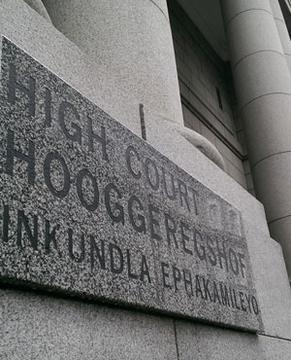 HIGH COURT
HOOGGEREGSHOF
INKUNDLA EPHAKAMILEYO